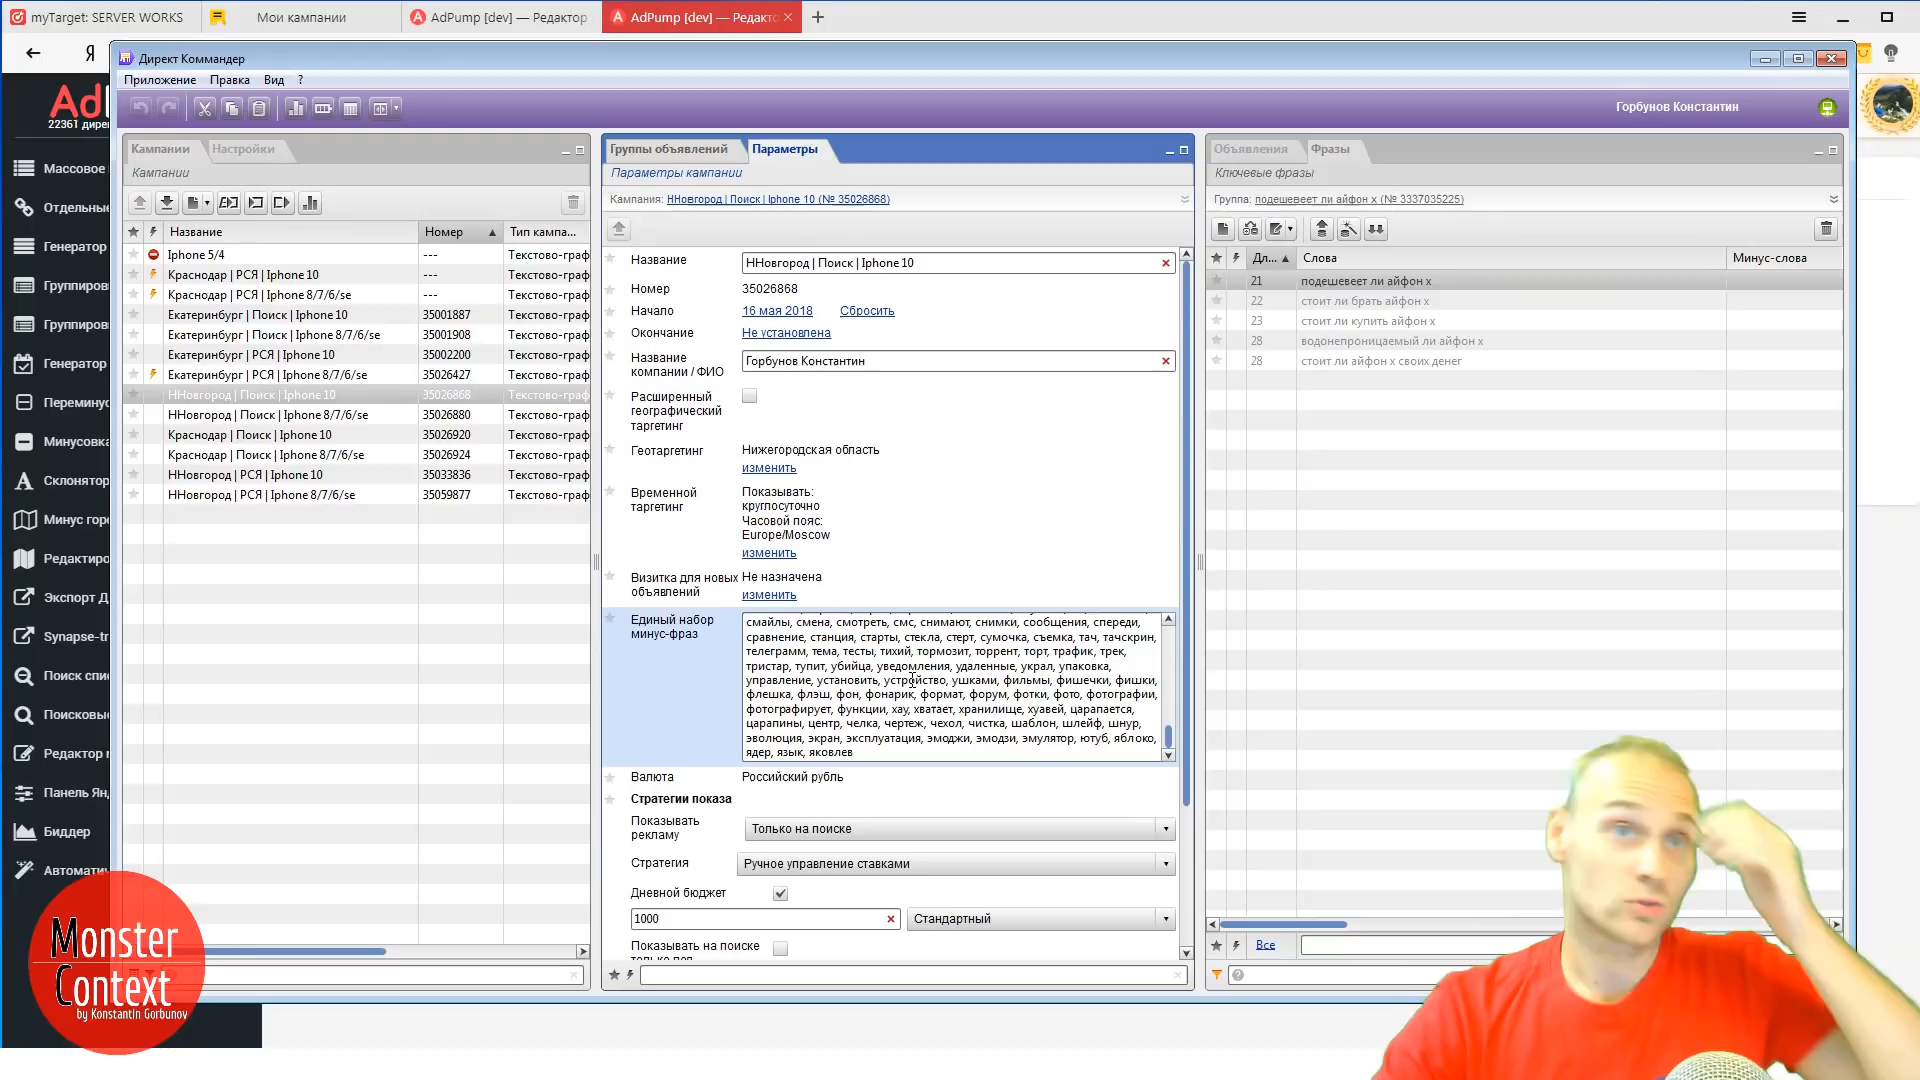 myTarget: SERVER WORKS
Мои кампании
AdPump [dev] — Редактор
AdPump [dev] — Редакто
Я
Директ Коммандер
Приложение Правка Вид ?
Горбунов Константин
Ad
22361 дире
Массовое
Отдельные
Генератор
Группиров
Группиров
Генератор
Переминус
Минусовка
Склонятор
Минус горо
Редактиро
Экспорт Д
Synapse-tr
Поиск спис
Поисковые
Редактор м
Панель Ян
Биддер
Автомати
Кампании Настройки
Кампании
Название Номер Тип кампа...
Iphone 5/4 ---
Краснодар | РСЯ | Iphone 10 ---
Краснодар | РСЯ | Iphone 8/7/6/se ---
Екатеринбург | Поиск | Iphone 10 35001887 Текстово-граф
Екатеринбург | Поиск | Iphone 8/7/6/se 35001908 Текстово-граф
Екатеринбург | РСЯ | Iphone 10 35002200 Текстово-граф
Екатеринбург | РСЯ | Iphone 8/7/6/se 35026427 Текстово-граф
ННовгород | Поиск | Iphone 10 35026868 Текстово-граф
ННовгород | Поиск | Iphone 8/7/6/se 35026880 Текстово-граф
Краснодар | Поиск | Iphone 10 35026920 Текстово-граф
Краснодар | Поиск | Iphone 8/7/6/se 35026924 Текстово-граф
ННовгород | РСЯ | Iphone 10 35033836 Текстово-граф
ННовгород | РСЯ | Iphone 8/7/6/se 35059877 Текстово-граф
Группы объявлений Параметры
Параметры кампании
Кампания: ННовгород | Поиск | Iphone 10 (№ 35026868)
Название ННовгород | Поиск | Iphone 10
Номер 35026868
Начало 16 мая 2018 Сбросить
Окончание Не установлена
Название
компании / ФИО
Горбунов Константин
Расширенный
географический
таргетинг
Геотаргетинг Нижегородская область
изменить
Временной
таргетинг
Показывать:
круглосуточно
Часовой пояс:
Europe/Moscow
изменить
Визитка для новых
объявлений
Не назначена
изменить
Единый набор
минус-фраз
смайлы, смена, смотреть, смс, снимают, снимки, сообщения, спереди,
сравнение, станция, старты, стекла, стерт, сумочка, съемка, тач, тачскрин,
телеграмм, тема, тесты, тихий, тормозит, торрент, торт, трафик, трек,
тристар, тупит, убийца, уведомления, удаленные, украл, упаковка,
управление, установить, устройство, ушками, фильмы, фишечки, фишки,
флешка, флэш, фон, фонарик, формат, форум, фотки, фото, фотографии,
фотографирует, функции, хау, хватает, хранилище, хуавей, царапается,
царапины, центр, челка, чертеж, чехол, чистка, шаблон, шлейф, шнур,
эволюция, экран, эксплуатация, эмоджи, эмодзи, эмулятор, ютуб, яблоко,
ядер, язык, яковлев
Валюта Российский рубль
Стратегии показа
Показывать
рекламу
Только на поиске
Стратегия Ручное управление ставками
Дневной бюджет
1000 Стандартный
Показывать на поиске
Объявления Фразы
Ключевые фразы
Группа: подешевеет ли айфон х (№ 3337035225)
Дл... Слова Минус-слова
21 подешевеет ли айфон х
22 стоит ли брать айфон х
23 стоит ли купить айфон х
28 водонепроницаемый ли айфон х
28 стоит ли айфон х своих денег
Все
Monster
Context
by Konstantin Gorbunov